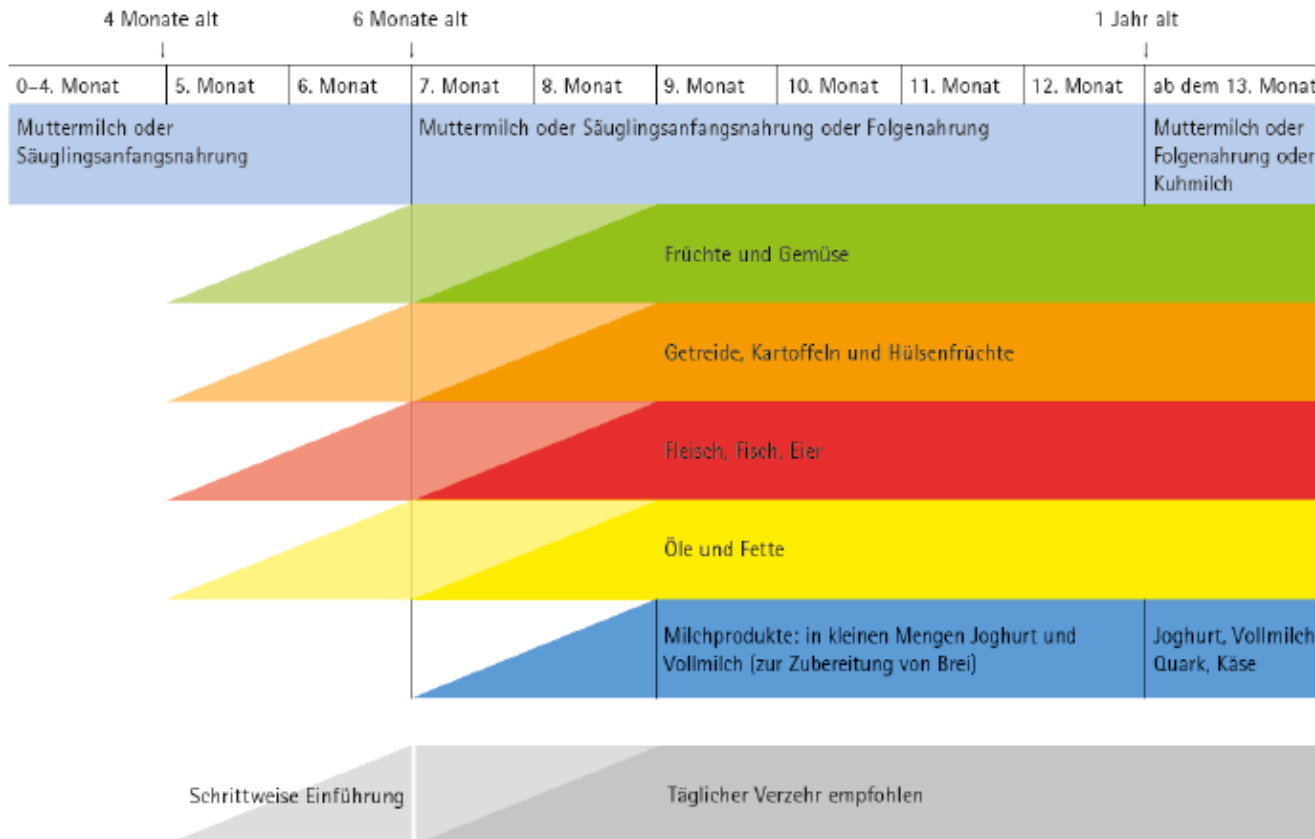 4 Monate alt
6 Monate alt
1 Jahr alt
0–4. Monat
5. Monat
6. Monat
7. Monat
8. Monat
9. Monat
10. Monat
11. Monat
12. Monat
ab dem 13. Monat
Muttermilch oder
Säuglingsanfangsnahrung
Muttermilch oder Säuglingsanfangsnahrung oder Folgenahrung
Muttermilch oder
Folgenahrung oder
Kuhmilch
Früchte und Gemüse
Getreide, Kartoffeln und Hülsenfrüchte
Fleisch, Fisch, Eier
Öle und Fette
Milchprodukte: in kleinen Mengen Joghurt und
Vollmilch (zur Zubereitung von Brei)
Joghurt, Vollmilch
Quark, Käse
Schrittweise Einführung
Täglicher Verzehr empfohlen